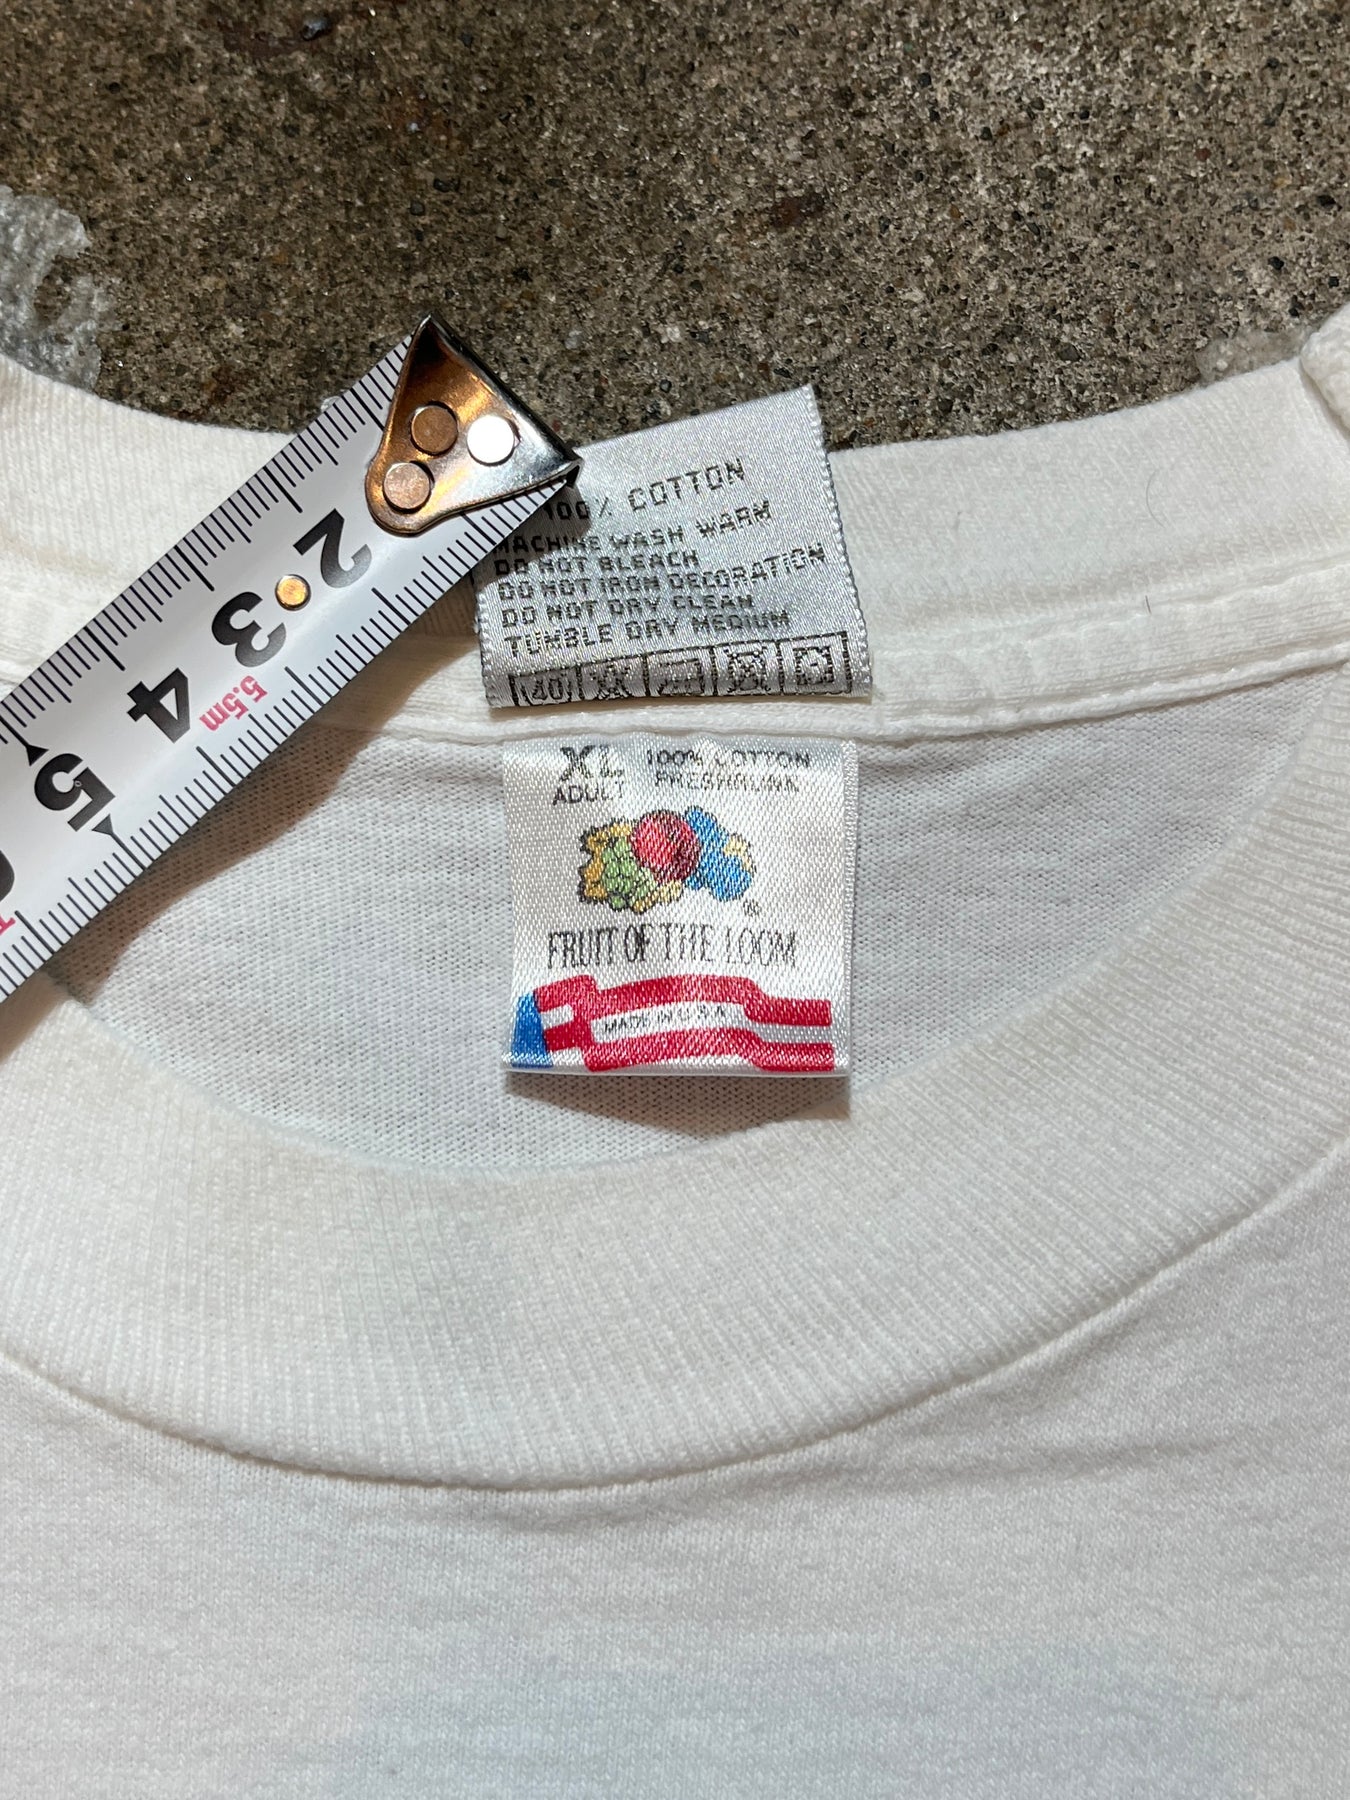 2
3
4
5.5m
5
100% COTTON
MACHINE WASH WARM
DO NOT BLEACH
DO NOT IRON DECORATION
DO NOT DRY CLEAN
TUMBLE DRY MEDIUM
40
XL 100% COTTON
ADULT PRESHRUNK
®
FRUIT OF THE LOOM
MADE IN U.S.A.